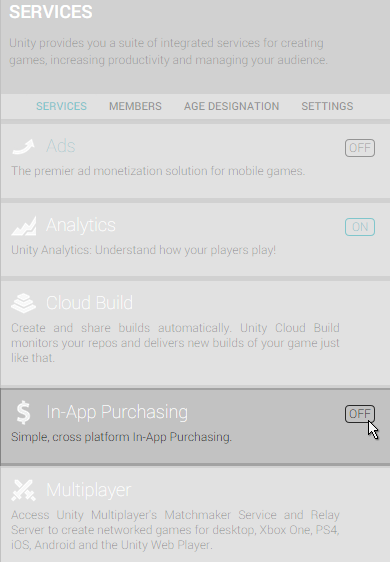 SERVICES
Unity provides you a suite of integrated services for creating
games, increasing productivity and managing your audience.
SERVICES MEMBERS AGE DESIGNATION SETTINGS
Ads OFF
The premier ad monetization solution for mobile games.
Analytics ON
Unity Analytics: Understand how your players play!
Cloud Build
Create and share builds automatically. Unity Cloud Build
monitors your repos and delivers new builds of your game just
like that.
In-App Purchasing OFF
Simple, cross platform In-App Purchasing.
Multiplayer
Access Unity Multiplayer's Matchmaker Service and Relay
Server to create networked games for desktop, Xbox One, PS4,
iOS, Android and the Unity Web Player.